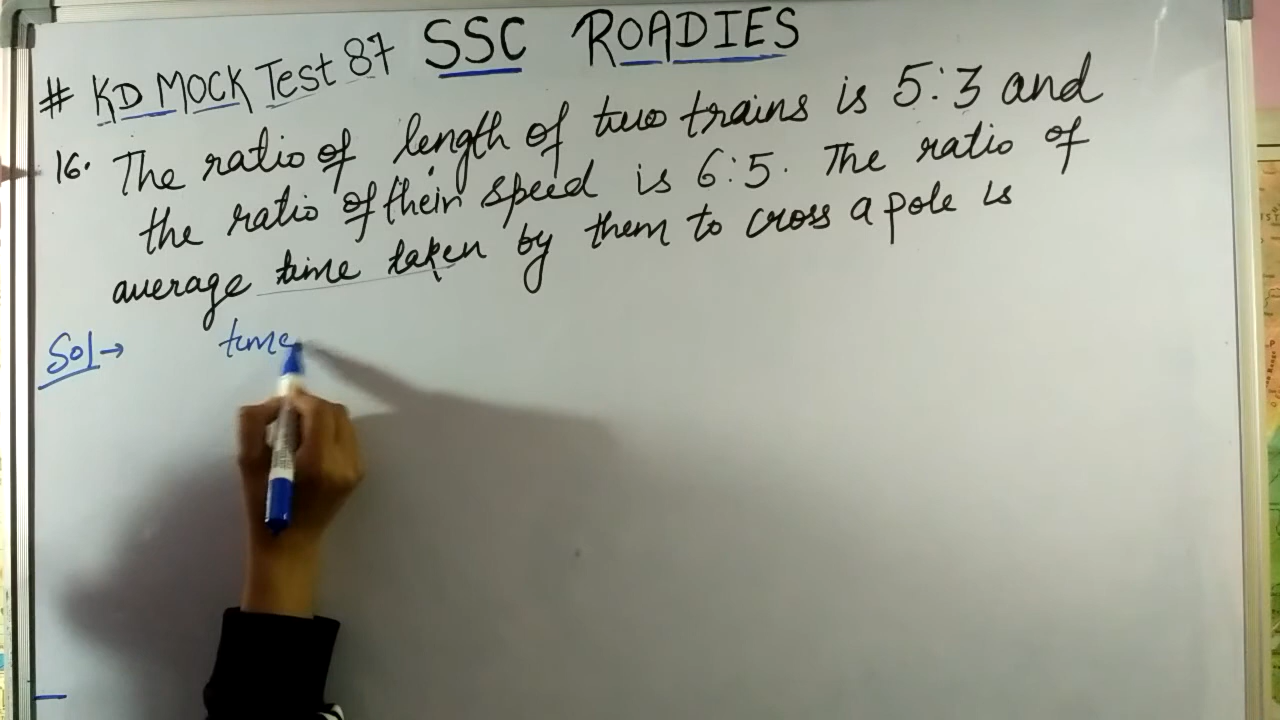 SSC ROADIES
# KD MOCK Test 87
16. The ratio of length of two trains is 5:3 and
the ratio of their speed is 6:5. The ratio of
average time taken by them to cross a pole is
Sol→ time